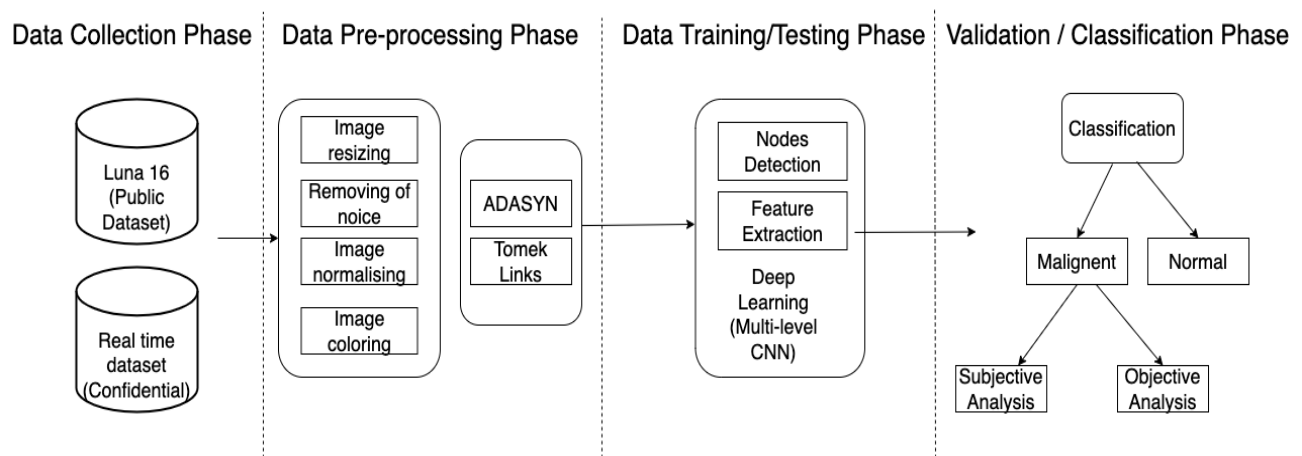 Data Collection Phase
Data Pre-processing Phase
Data Training/Testing Phase
Validation / Classification Phase
Luna 16
(Public
Dataset)
Real time
dataset
(Confidential)
Image
resizing
Removing of
noice
Image
normalising
Image
coloring
ADASYN
Tomek
Links
Nodes
Detection
Feature
Extraction
Deep
Learning
(Multi-level
CNN)
Classification
Malignent
Normal
Subjective
Analysis
Objective
Analysis